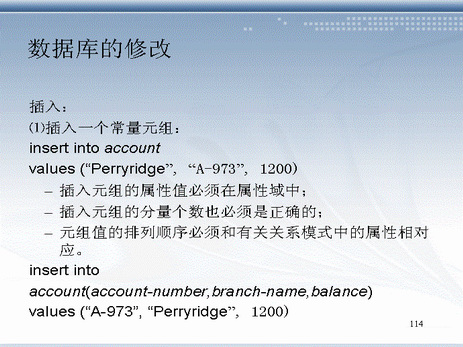 数据库的修改
插入：
⑴插入一个常量元组：
insert into account
values (“Perryridge”, “A-973”, 1200)
– 插入元组的属性值必须在属性域中；
– 插入元组的分量个数也必须是正确的；
– 元组值的排列顺序必须和有关关系模式中的属性相对
应。
insert into
account(account-number,branch-name,balance)
values (“A-973”, “Perryridge”, 1200)
114